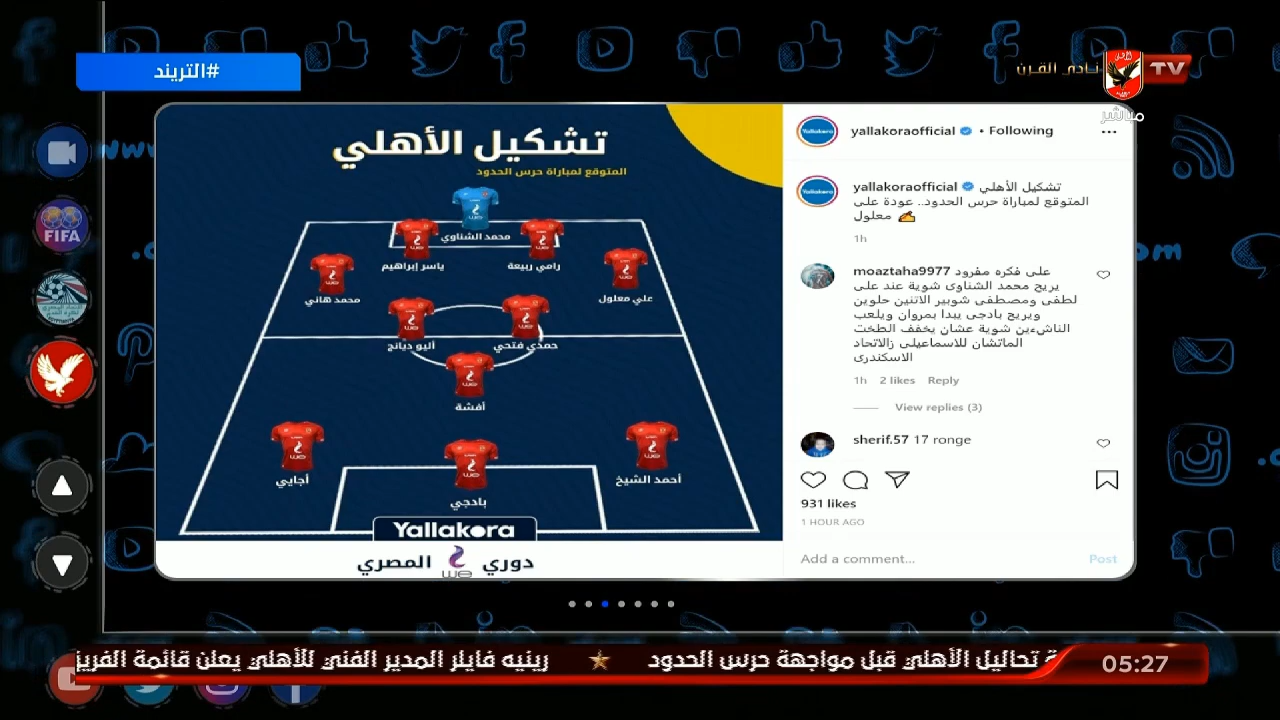 #التريند
نادي القرن
TV
مباشر
تشكيل الأهلي
المتوقع لمباراة حرس الحدود
محمد الشناوي
ياسر إبراهيم
رامي ربيعة
محمد هاني
علي معلول
أليو ديانج
حمدي فتحي
أفشة
أجايي
أحمد الشيخ
بادجي
Yallakora
دوري we المصري
yallakoraofficial • Following
yallakoraofficial تشكيل الأهلي
المتوقع لمباراة حرس الحدود.. عودة على
معلول ✍
1h
moaztaha9977 على فكره مفرود
يريح محمد الشناوى شوية عند على
لطفى ومصطفى شوبير الاتنين حلوين
ويريح بادجى يبدا بمروان ويلعب
الناشءين شوية عشان يخفف الطخت
الماتشان للاسماعيلى زالاتحاد
الاسكندرى
1h 2 likes Reply
View replies (3)
sherif.57 17 ronge
931 likes
1 HOUR AGO
Add a comment... Post
FIFA
تحاليل الأهلي قبل مواجهة حرس الحدود ★ رينيه فايلر المدير الفني للأهلي يعلن قائمة
05:27